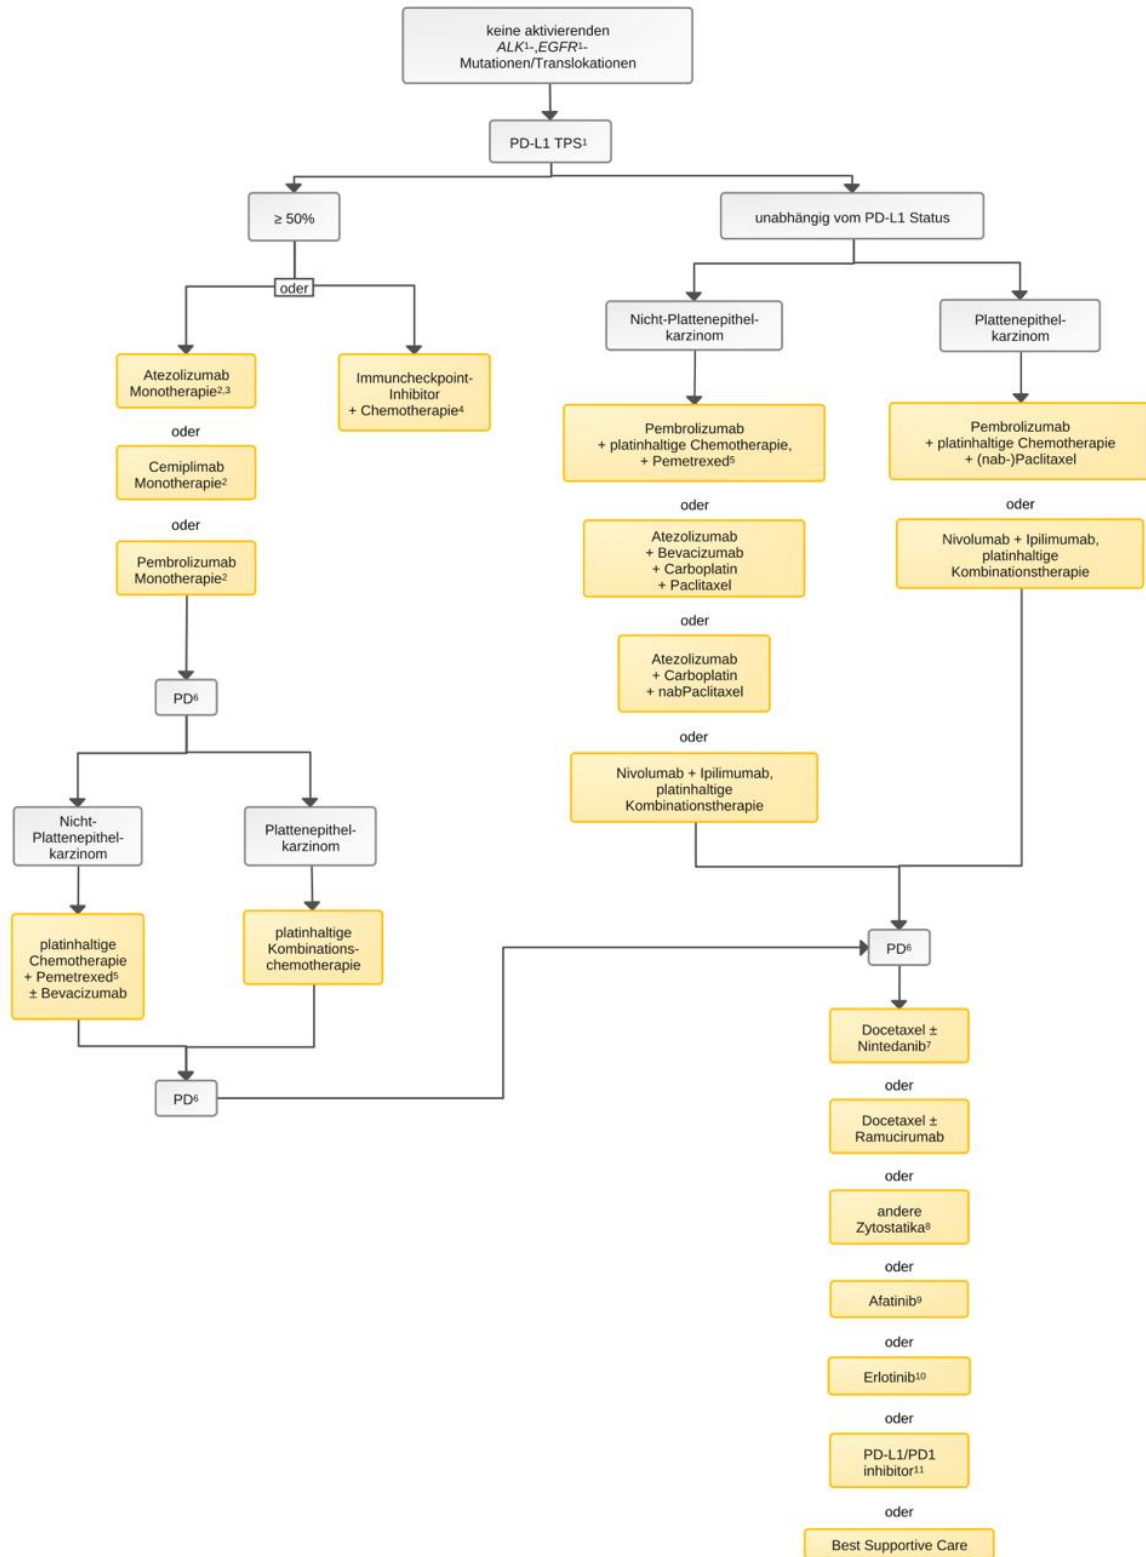 keine aktivierenden
ALK¹-,EGFR¹-
Mutationen/Translokationen
PD-L1 TPS¹
≥ 50%
unabhängig vom PD-L1 Status
oder
Atezolizumab
Monotherapie²,³
oder
Cemiplimab
Monotherapie²
oder
Pembrolizumab
Monotherapie²
Immuncheckpoint-
Inhibitor
+ Chemotherapie⁴
PD⁶
Nicht-
Plattenepithel-
karzinom
platinhaltige
Chemotherapie
+ Pemetrexed⁵
± Bevacizumab
Plattenepithel-
karzinom
platinhaltige
Kombinations-
chemotherapie
PD⁶
Nicht-Plattenepithel-
karzinom
Pembrolizumab
+ platinhaltige Chemotherapie,
+ Pemetrexed⁵
oder
Atezolizumab
+ Bevacizumab
+ Carboplatin
+ Paclitaxel
oder
Atezolizumab
+ Carboplatin
+ nabPaclitaxel
oder
Nivolumab + Ipilimumab,
platinhaltige
Kombinationstherapie
Plattenepithel-
karzinom
Pembrolizumab
+ platinhaltige Chemotherapie
+ (nab-)Paclitaxel
oder
Nivolumab + Ipilimumab,
platinhaltige
Kombinationstherapie
PD⁶
Docetaxel ±
Nintedanib⁷
oder
Docetaxel ±
Ramucirumab
oder
andere
Zytostatika⁸
oder
Afatinib⁹
oder
Erlotinib¹⁰
oder
PD-L1/PD1
inhibitor¹¹
oder
Best Supportive Care